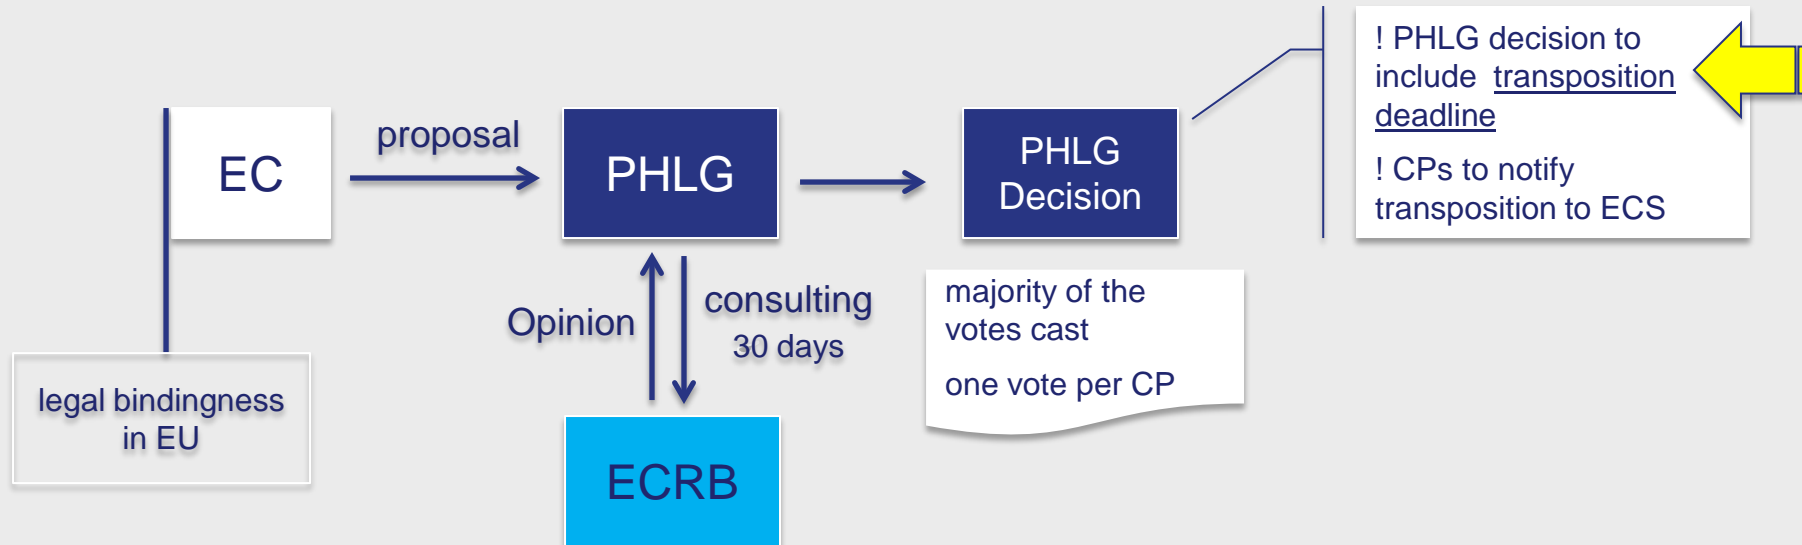 EC
legal bindingness
in EU
proposal
PHLG
Opinion
consulting
30 days
ECRB
PHLG
Decision
majority of the
votes cast
one vote per CP
! PHLG decision to
include transposition
deadline
! CPs to notify
transposition to ECS